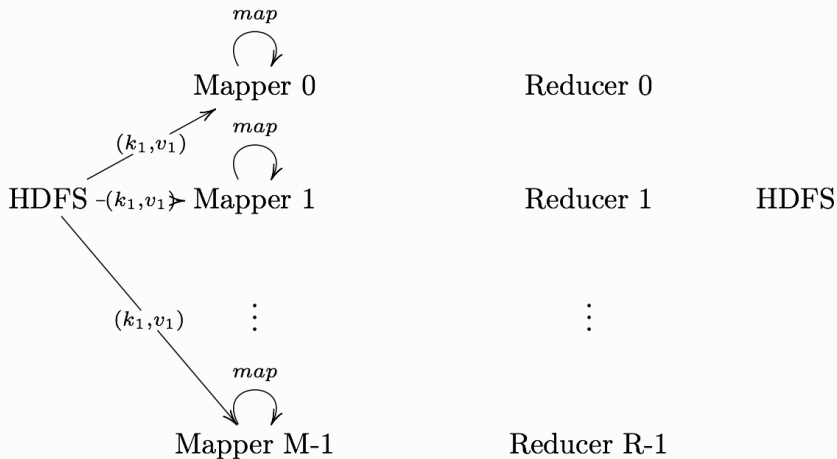 map
Mapper 0 Reducer 0
(k₁,v₁) map
HDFS (k₁,v₁) Mapper 1 Reducer 1 HDFS
(k₁,v₁) ⋮ ⋮
map
Mapper M-1 Reducer R-1